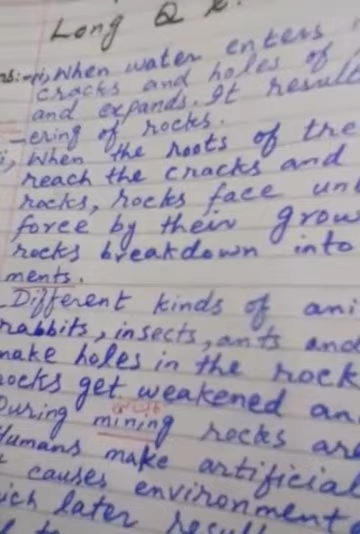 Long Q
ns:-i, When water enters
cracks and holes of
and expands. It result
-ering of rocks.
i, When the roots of tre
reach the cracks and
rocks, rocks face un
force by their grow
rocks breakdown into
ments.
Different kinds of ani
rabbits, insects, ants and
make holes in the rock
rocks get weakened an
During mining rocks are
Humans make artificial
causes environment
ich later resul